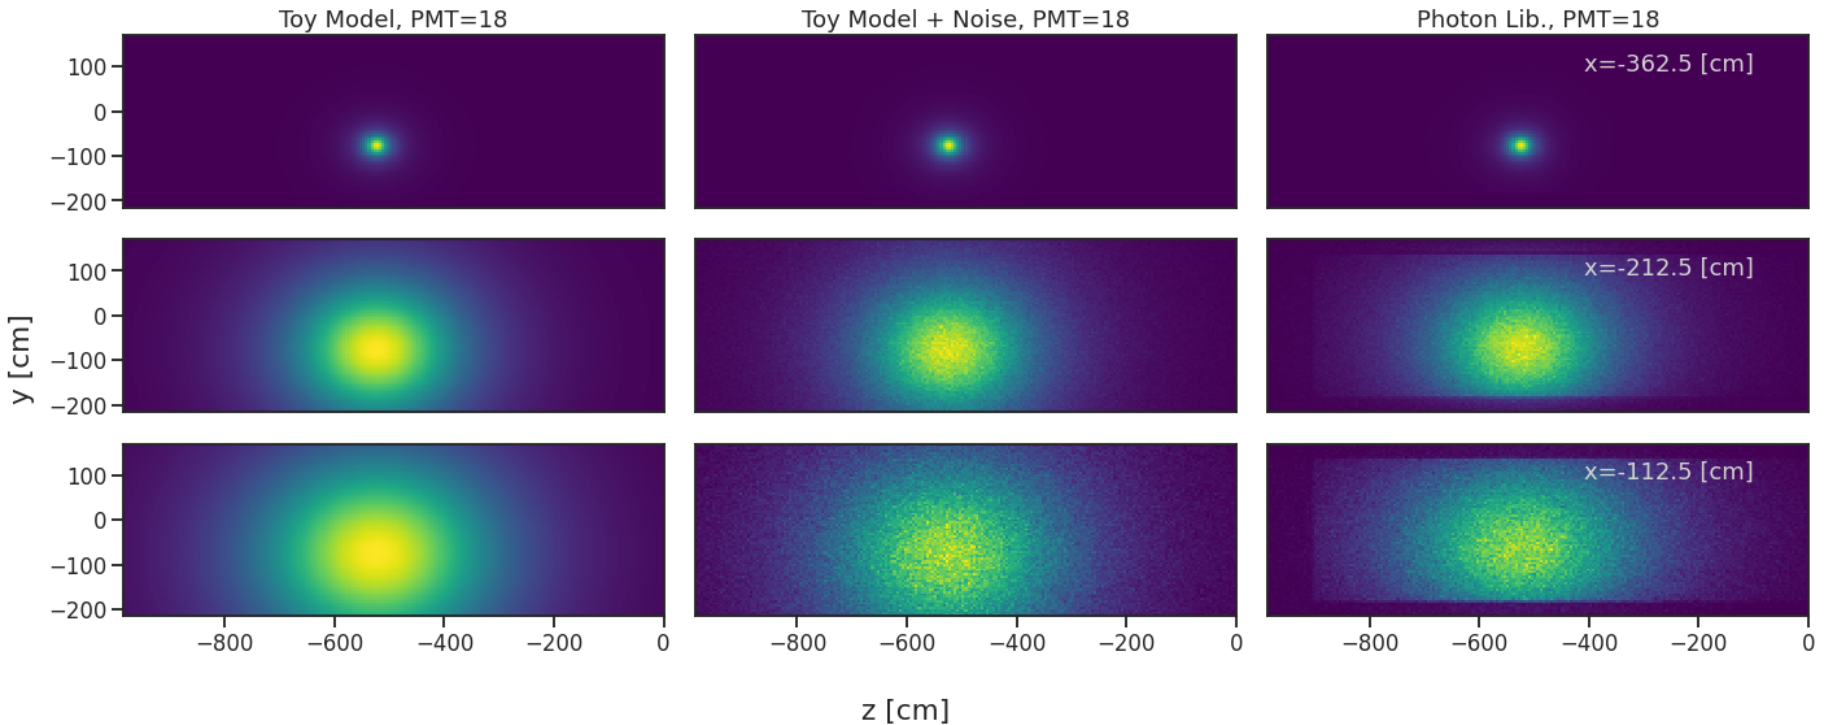 Toy Model, PMT=18
Toy Model + Noise, PMT=18
Photon Lib., PMT=18
100
0
−100
−200
x=-362.5 [cm]
100
0
−100
−200
x=-212.5 [cm]
100
0
−100
−200
x=-112.5 [cm]
y [cm]
−800 −600 −400 −200 0
−800 −600 −400 −200 0
−800 −600 −400 −200 0
z [cm]